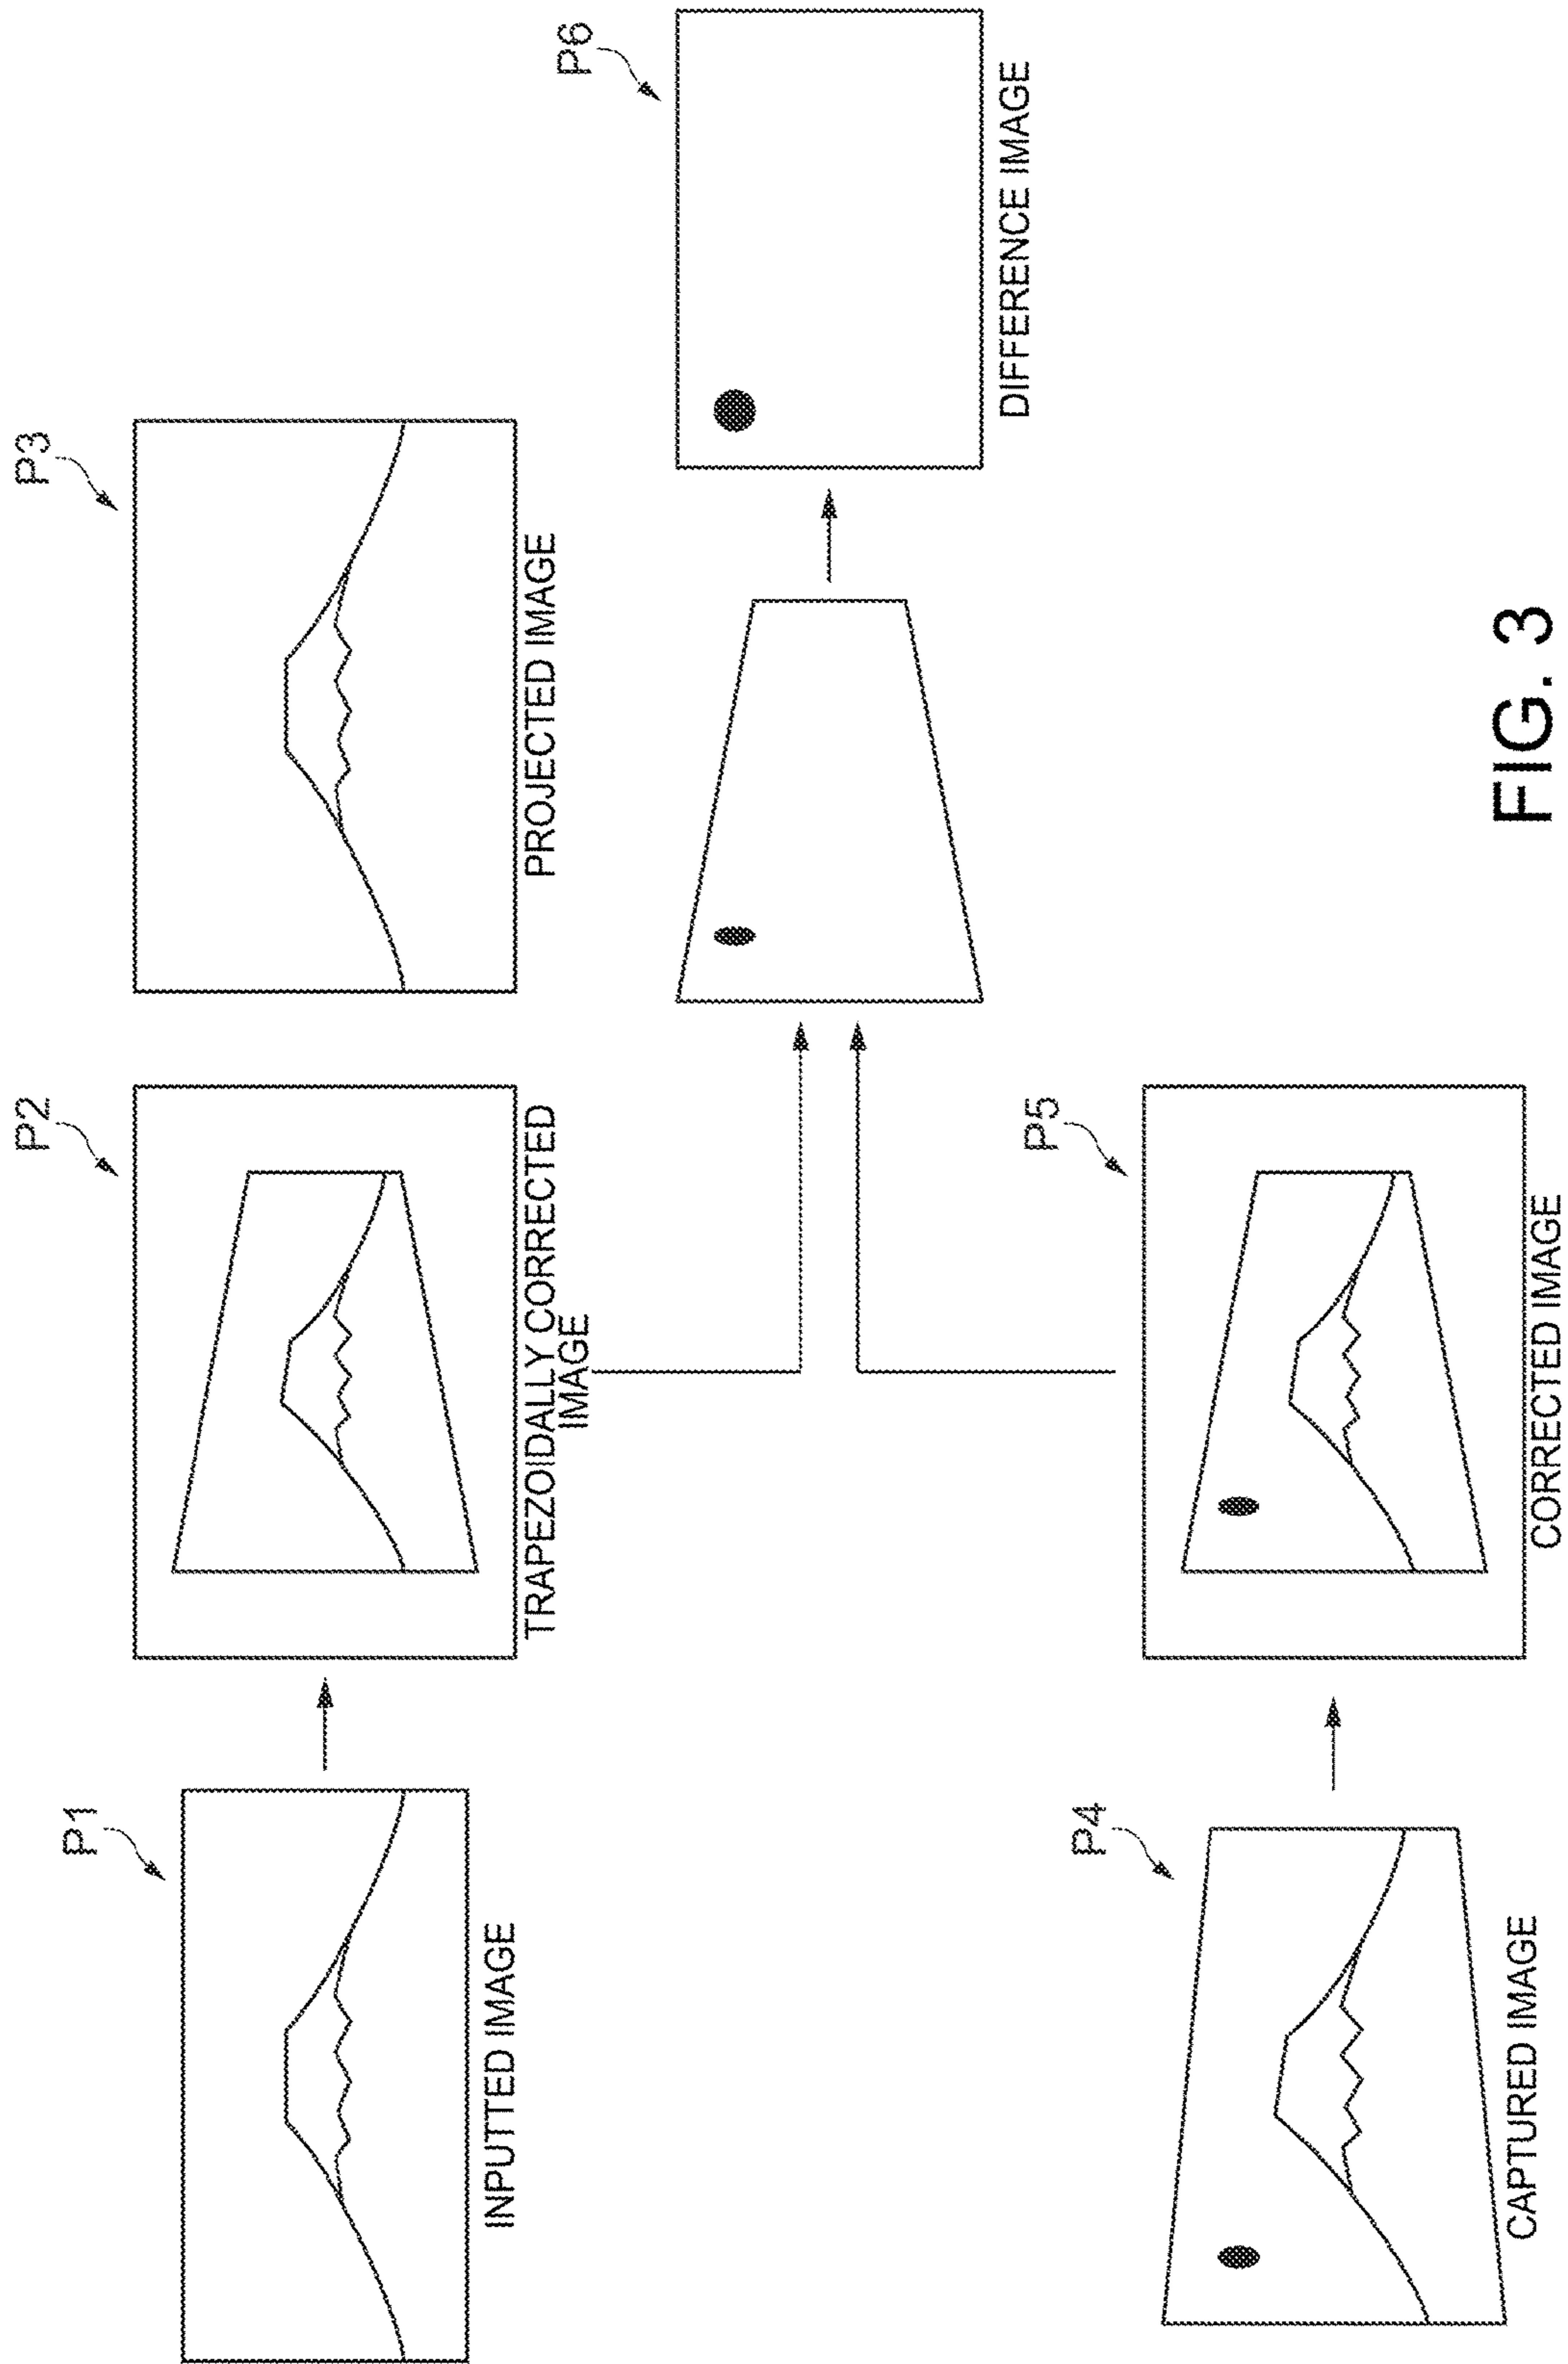 P1
INPUTTED IMAGE
P2
TRAPEZOIDALLY CORRECTED
IMAGE
P3
PROJECTED IMAGE
P4
CAPTURED IMAGE
P5
CORRECTED IMAGE
P6
DIFFERENCE IMAGE
FIG. 3